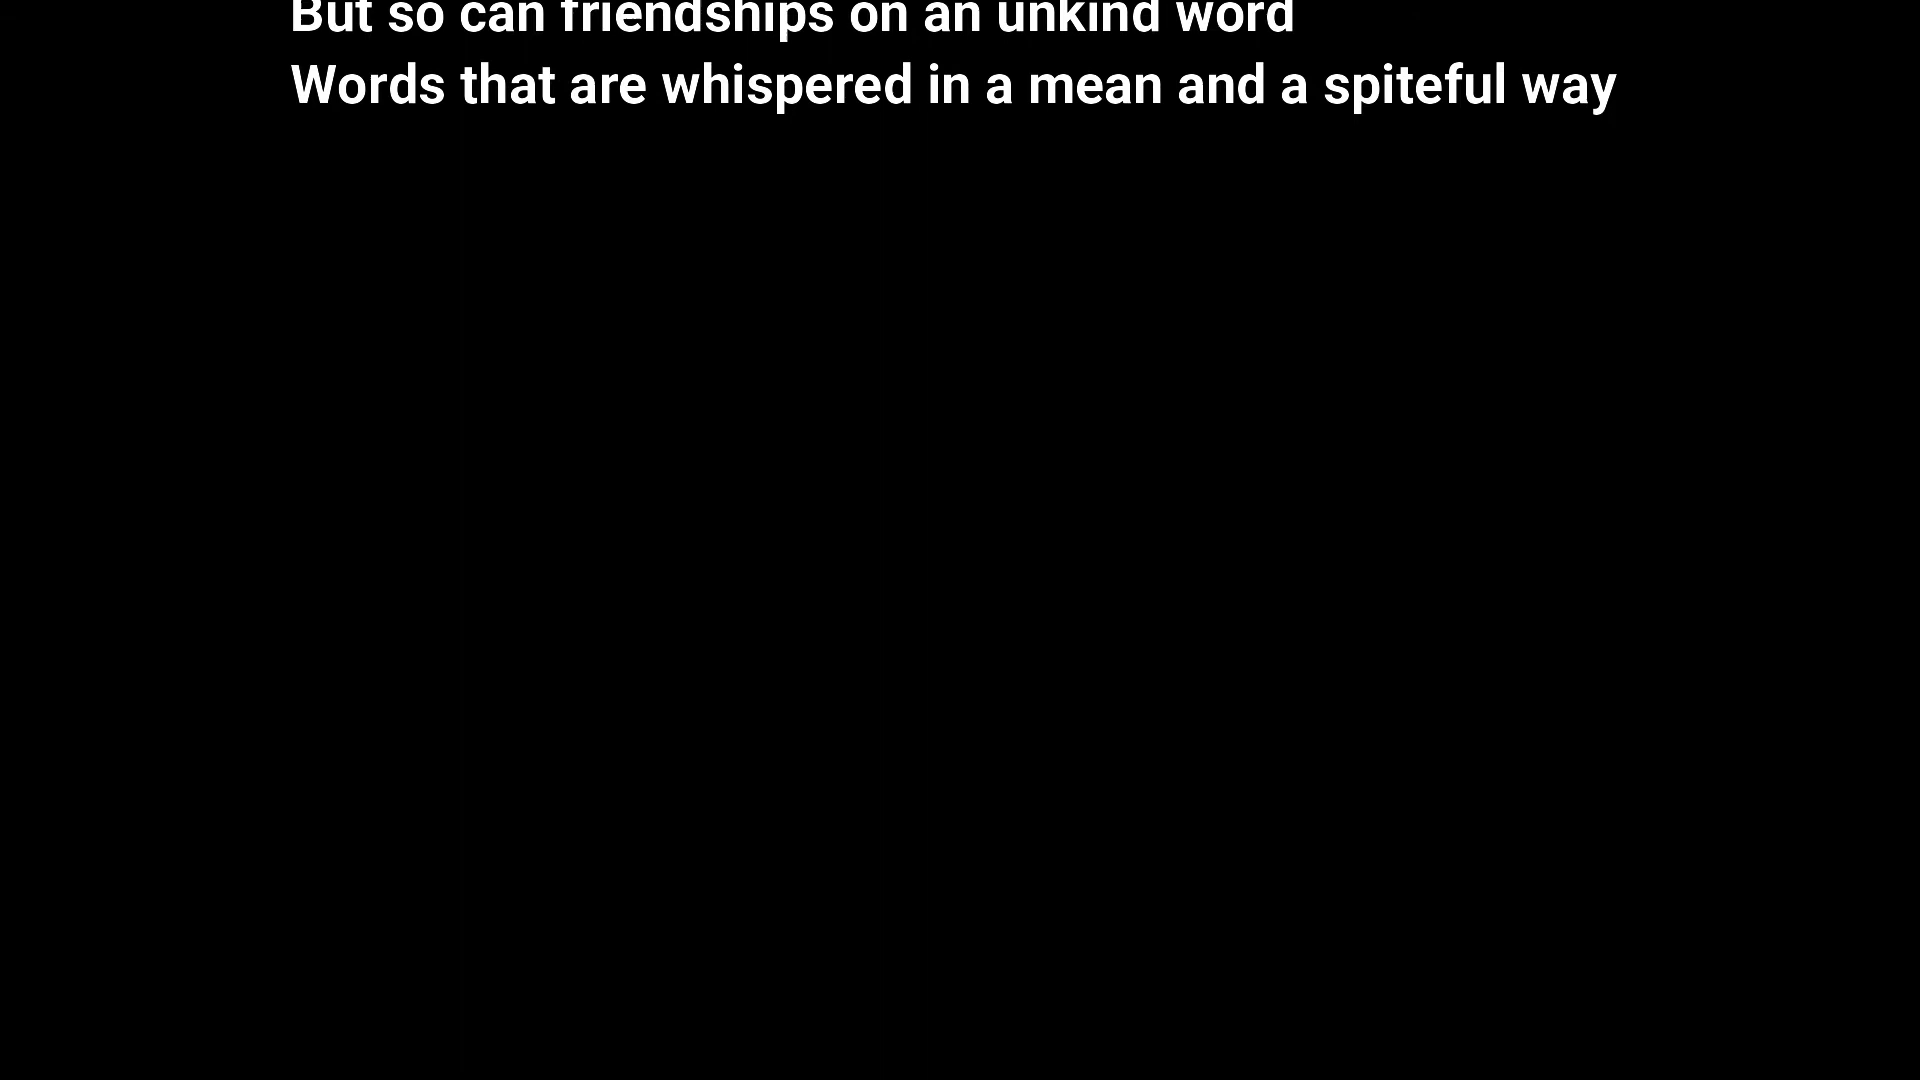 But so can friendships on an unkind word
Words that are whispered in a mean and a spiteful way